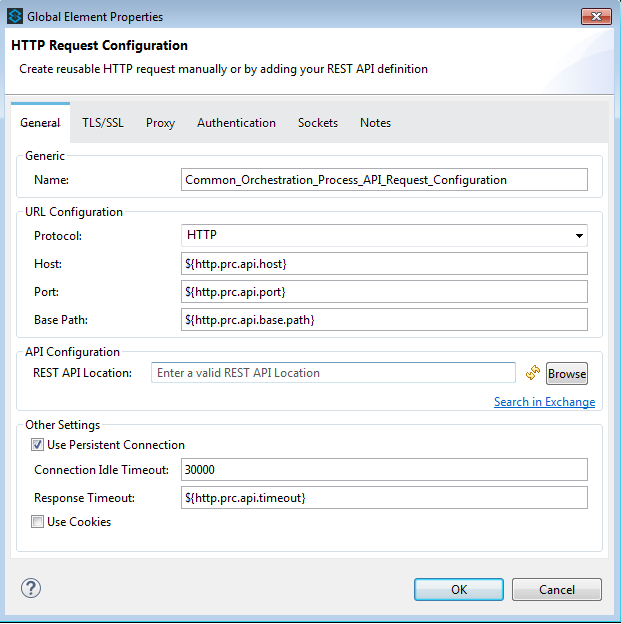 Global Element Properties
HTTP Request Configuration
Create reusable HTTP request manually or by adding your REST API definition
General TLS/SSL Proxy Authentication Sockets Notes
Generic
Name: Common_Orchestration_Process_API_Request_Configuration
URL Configuration
Protocol: HTTP
Host: ${http.prc.api.host}
Port: ${http.prc.api.port}
Base Path: ${http.prc.api.base.path}
API Configuration
REST API Location: Enter a valid REST API Location Browse
Search in Exchange
Other Settings
Use Persistent Connection
Connection Idle Timeout: 30000
Response Timeout: ${http.prc.api.timeout}
Use Cookies
? OK Cancel